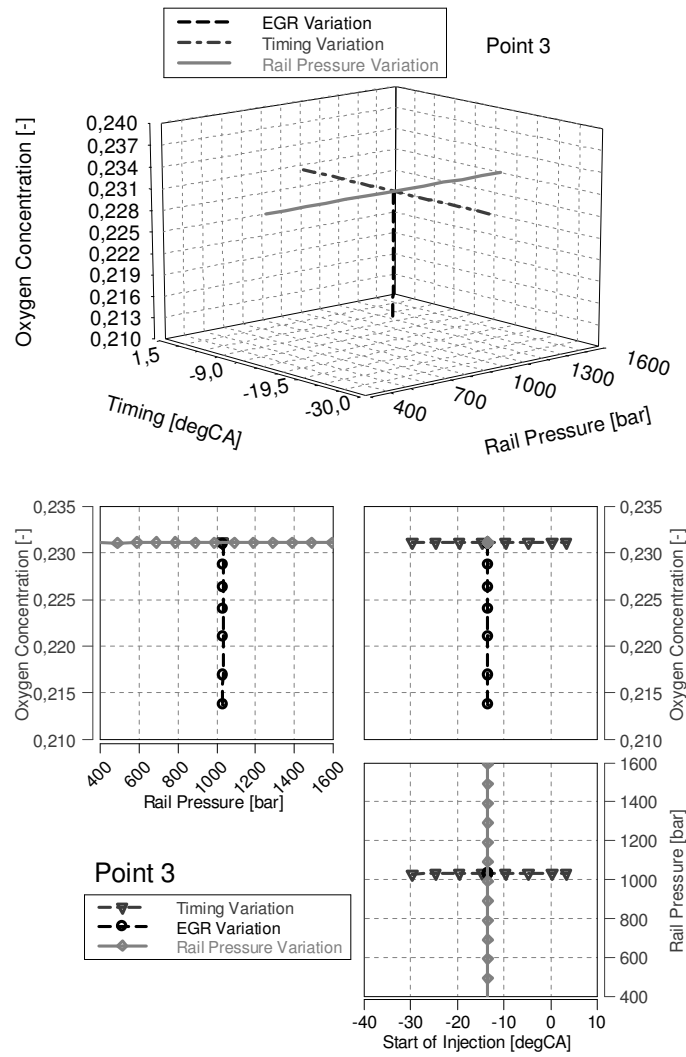 EGR Variation
Timing Variation
Rail Pressure Variation
Point 3
Oxygen Concentration [-]
0,240
0,237
0,234
0,231
0,228
0,225
0,222
0,219
0,216
0,213
0,210
1,5
-9,0
-19,5
-30,0
Timing [degCA]
400
700
1000
1300
1600
Rail Pressure [bar]
Oxygen Concentration [-]
0,235
0,230
0,225
0,220
0,215
0,210
400 600 800 1000 1200 1400 1600
Rail Pressure [bar]
0,235
0,230
0,225
0,220
0,215
0,210
Oxygen Concentration [-]
1600
1400
1200
1000
800
600
400
Rail Pressure [bar]
-40 -30 -20 -10 0 10
Start of Injection [degCA]
Point 3
Timing Variation
EGR Variation
Rail Pressure Variation